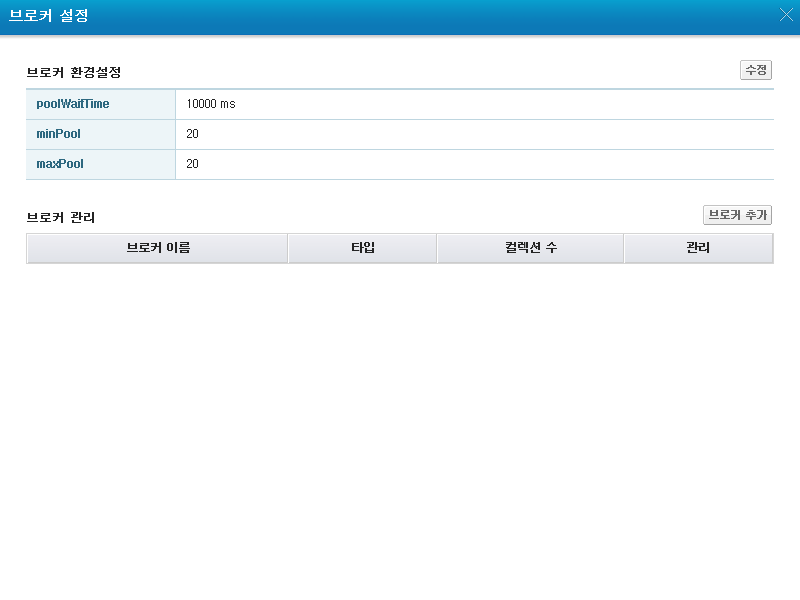 브로커 설정
브로커 환경설정 수정
poolWaitTime 10000 ms
minPool 20
maxPool 20
브로커 관리 브로커 추가
브로커 이름 타입 컬렉션 수 관리